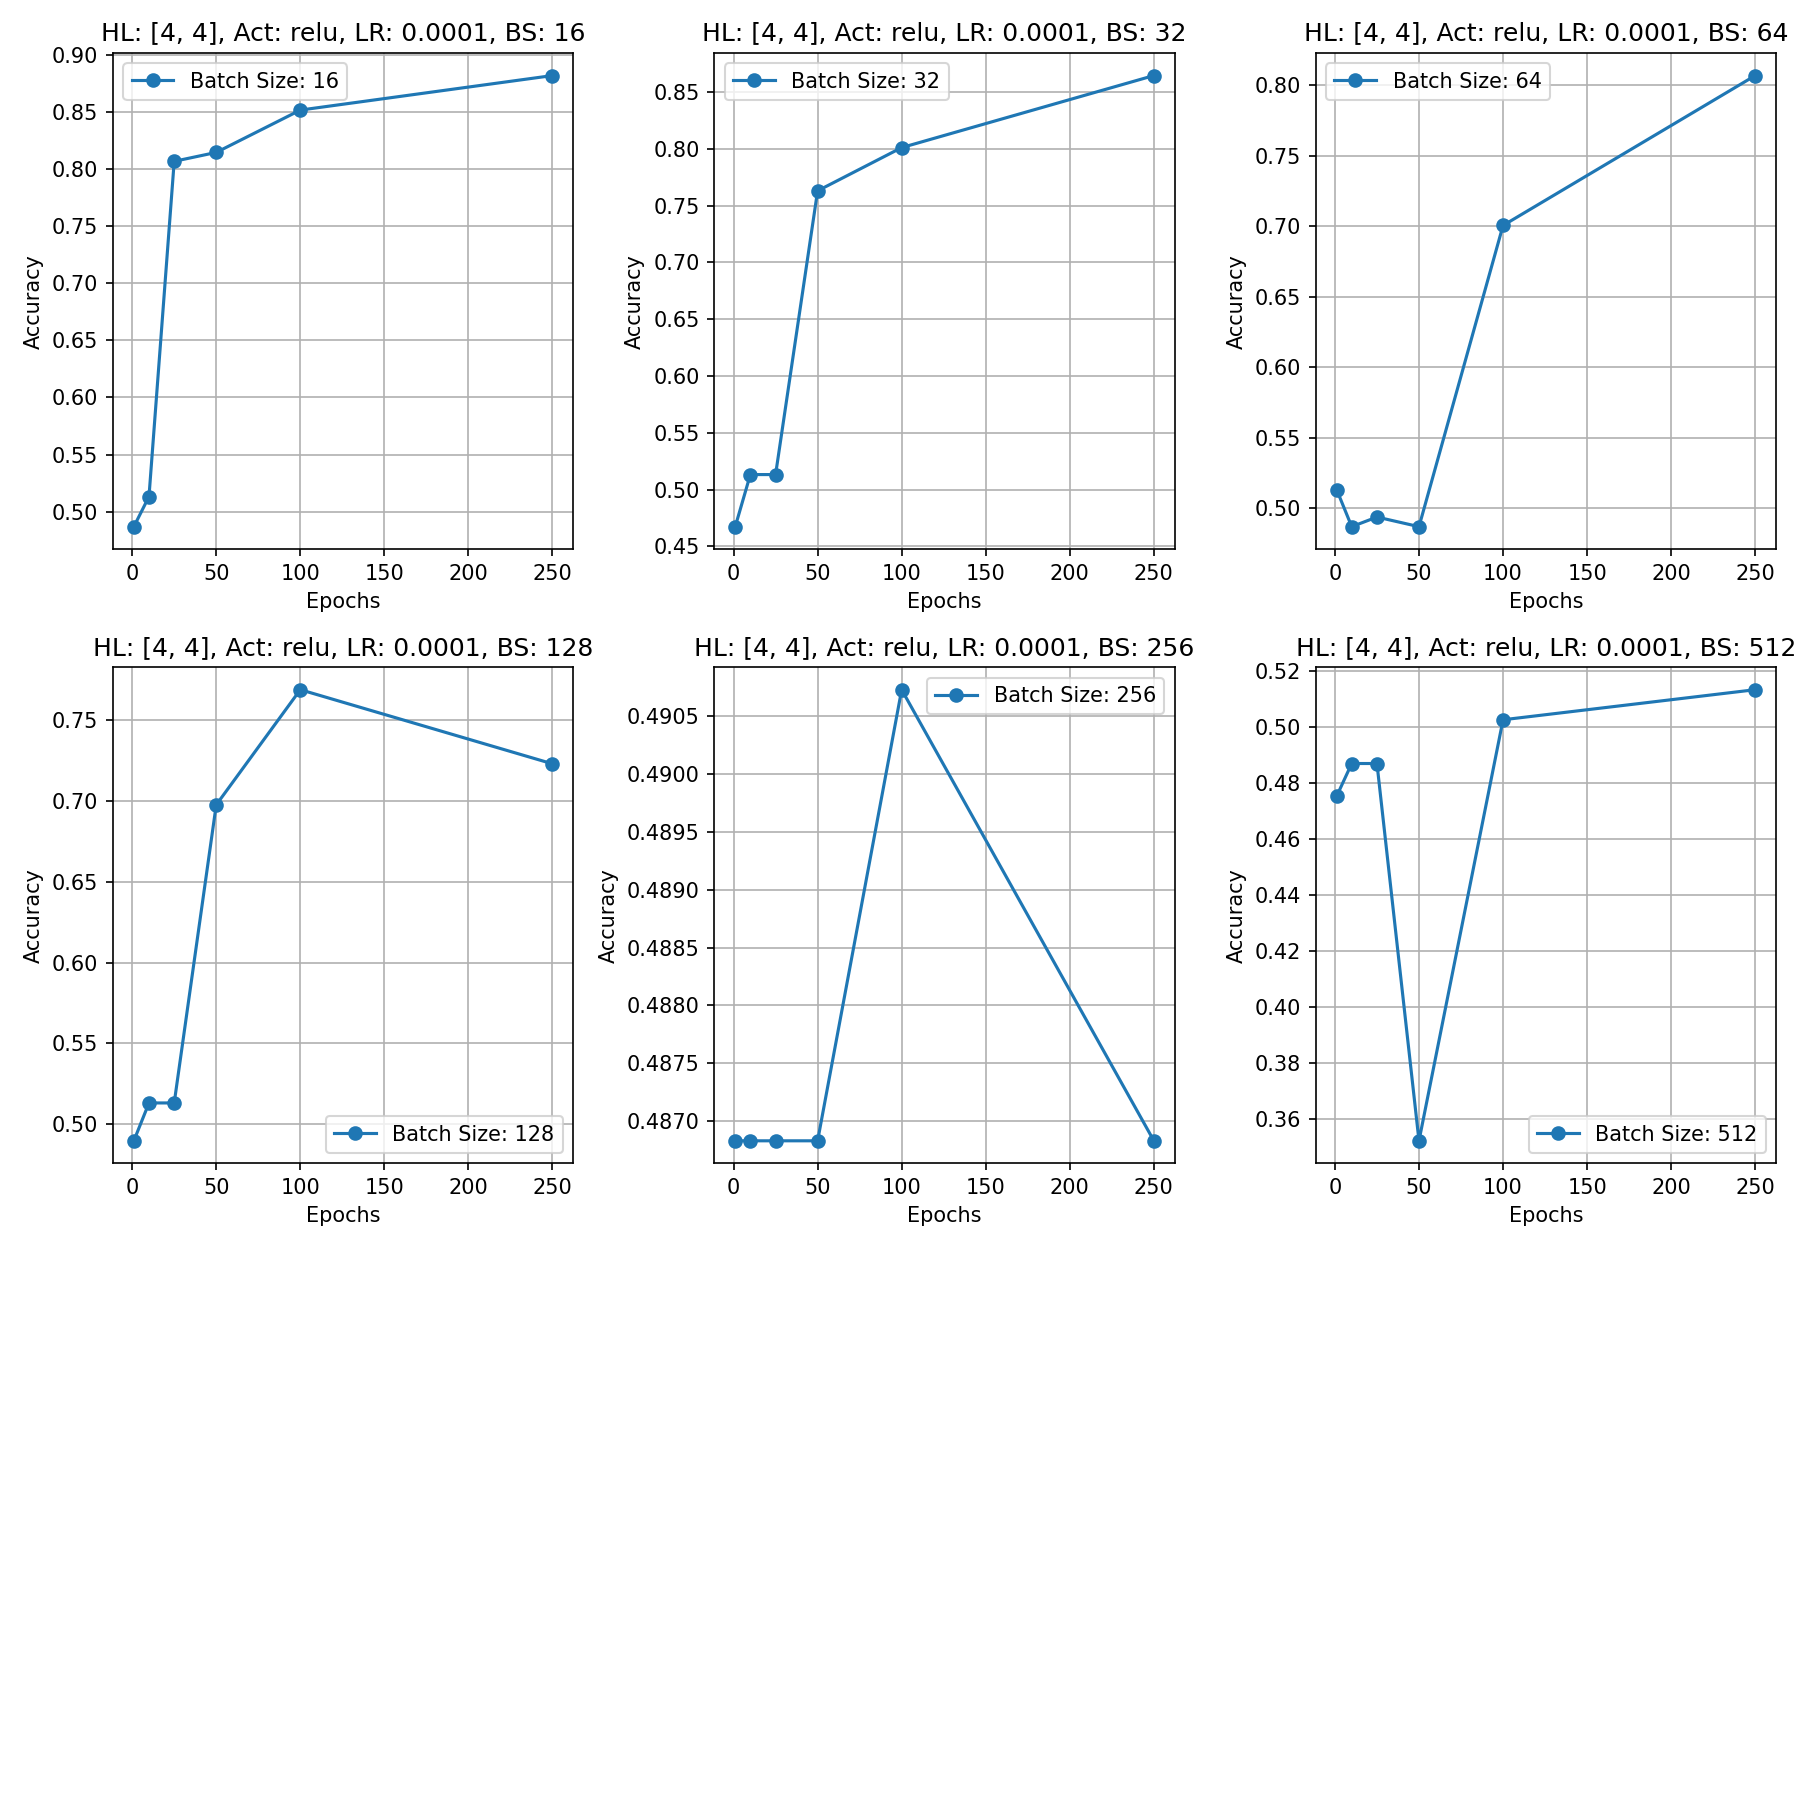 HL: [4, 4], Act: relu, LR: 0.0001, BS: 16
Batch Size: 16
Accuracy
0.90
0.85
0.80
0.75
0.70
0.65
0.60
0.55
0.50
0 50 100 150 200 250
Epochs
HL: [4, 4], Act: relu, LR: 0.0001, BS: 32
Batch Size: 32
Accuracy
0.85
0.80
0.75
0.70
0.65
0.60
0.55
0.50
0.45
0 50 100 150 200 250
Epochs
HL: [4, 4], Act: relu, LR: 0.0001, BS: 64
Batch Size: 64
Accuracy
0.80
0.75
0.70
0.65
0.60
0.55
0.50
0 50 100 150 200 250
Epochs
HL: [4, 4], Act: relu, LR: 0.0001, BS: 128
Accuracy
0.75
0.70
0.65
0.60
0.55
0.50
Batch Size: 128
0 50 100 150 200 250
Epochs
HL: [4, 4], Act: relu, LR: 0.0001, BS: 256
Batch Size: 256
Accuracy
0.4905
0.4900
0.4895
0.4890
0.4885
0.4880
0.4875
0.4870
0 50 100 150 200 250
Epochs
HL: [4, 4], Act: relu, LR: 0.0001, BS: 512
Accuracy
0.52
0.50
0.48
0.46
0.44
0.42
0.40
0.38
0.36
Batch Size: 512
0 50 100 150 200 250
Epochs